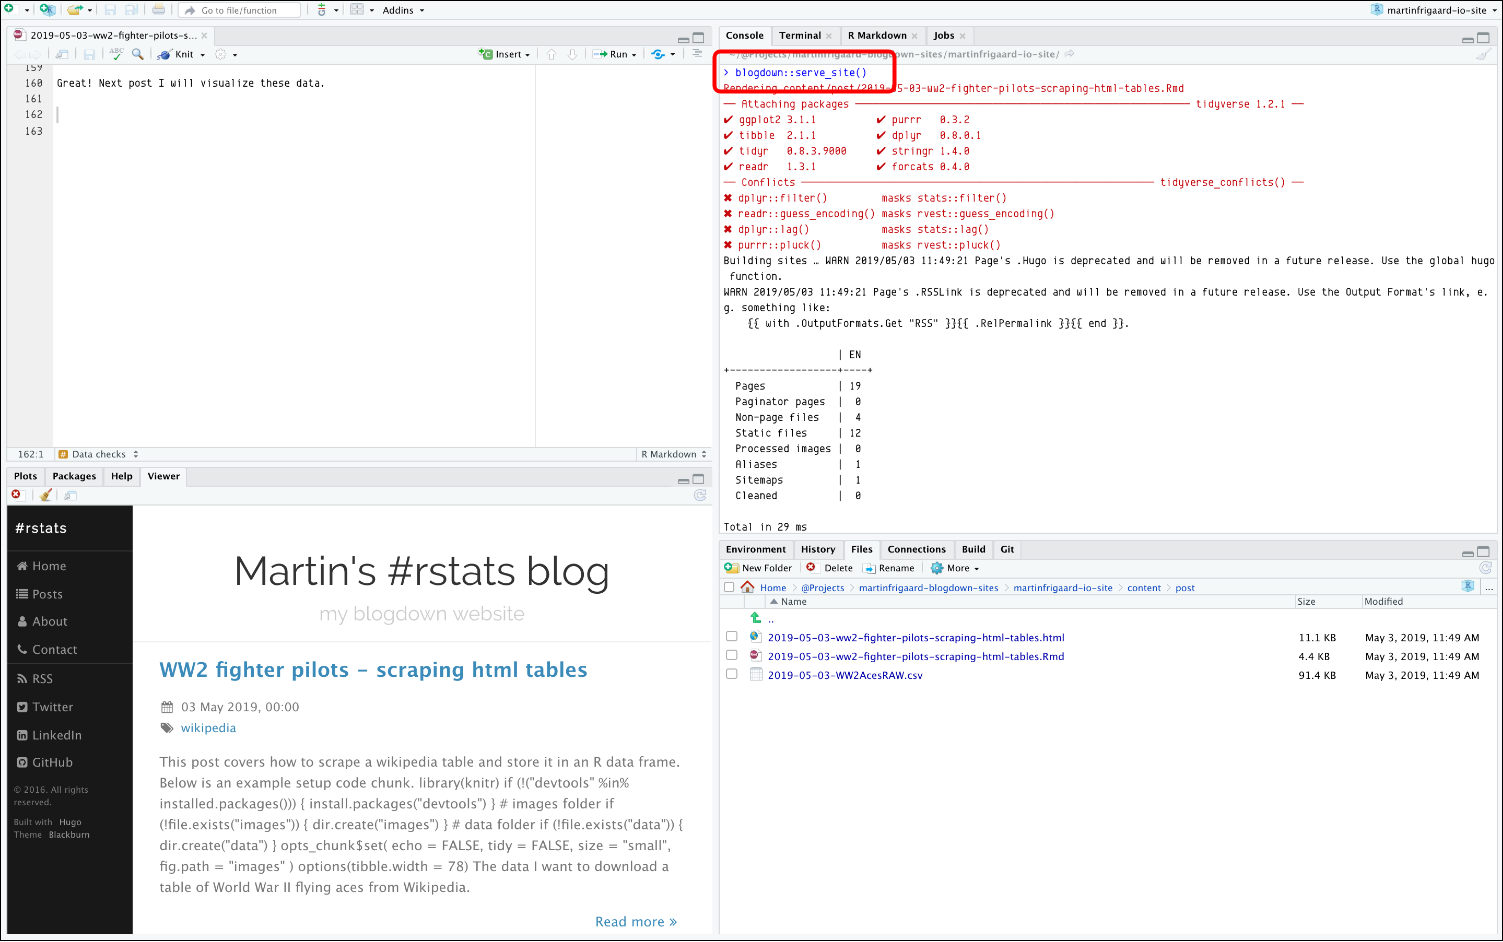 Go to file/function
Addins
martinfrigaard-io-site
2019-05-03-ww2-fighter-pilots-s...
ABC
Knit
Insert
Run
159
160 Great! Next post I will visualize these data.
161
162
163
162:1 Data checks R Markdown
Plots Packages Help Viewer
#rstats
Home
Posts
About
Contact
RSS
Twitter
LinkedIn
GitHub
© 2016. All rights
reserved.
Built with Hugo
Theme Blackburn
Martin's #rstats blog
my blogdown website
WW2 fighter pilots - scraping html tables
03 May 2019, 00:00
wikipedia
This post covers how to scrape a wikipedia table and store it in an R data frame.
Below is an example setup code chunk. library(knitr) if (!("devtools" %in%
installed.packages())) { install.packages("devtools") } # images folder if
(!file.exists("images")) { dir.create("images") } # data folder if (!file.exists("data")) {
dir.create("data") } opts_chunk$set( echo = FALSE, tidy = FALSE, size = "small",
fig.path = "images" ) options(tibble.width = 78) The data I want to download a
table of World War II flying aces from Wikipedia.
Read more »
Console Terminal R Markdown Jobs
~/@Projects/martinfrigaard-blogdown-sites/martinfrigaard-io-site/
> blogdown::serve_site()
Rendering content/post/2019-05-03-ww2-fighter-pilots-scraping-html-tables.Rmd
── Attaching packages ── tidyverse 1.2.1 ──
✔ ggplot2 3.1.1 ✔ purrr 0.3.2
✔ tibble 2.1.1 ✔ dplyr 0.8.0.1
✔ tidyr 0.8.3.9000 ✔ stringr 1.4.0
✔ readr 1.3.1 ✔ forcats 0.4.0
── Conflicts ── tidyverse_conflicts() ──
✖ dplyr::filter() masks stats::filter()
✖ readr::guess_encoding() masks rvest::guess_encoding()
✖ dplyr::lag() masks stats::lag()
✖ purrr::pluck() masks rvest::pluck()
Building sites … WARN 2019/05/03 11:49:21 Page's .Hugo is deprecated and will be removed in a future release. Use the global hugo
function.
WARN 2019/05/03 11:49:21 Page's .RSSLink is deprecated and will be removed in a future release. Use the Output Format's link, e.
g. something like:
{{ with .OutputFormats.Get "RSS" }}{{ .RelPermalink }}{{ end }}.
| EN
+------------------+----+
Pages | 19
Paginator pages | 0
Non-page files | 4
Static files | 12
Processed images | 0
Aliases | 1
Sitemaps | 1
Cleaned | 0
Total in 29 ms
Environment History Files Connections Build Git
New Folder Delete Rename More
Home @Projects martinfrigaard-blogdown-sites martinfrigaard-io-site content post ...
Name Size Modified
..
2019-05-03-ww2-fighter-pilots-scraping-html-tables.html 11.1 KB May 3, 2019, 11:49 AM
2019-05-03-ww2-fighter-pilots-scraping-html-tables.Rmd 4.4 KB May 3, 2019, 11:49 AM
2019-05-03-WW2AcesRAW.csv 91.4 KB May 3, 2019, 11:49 AM